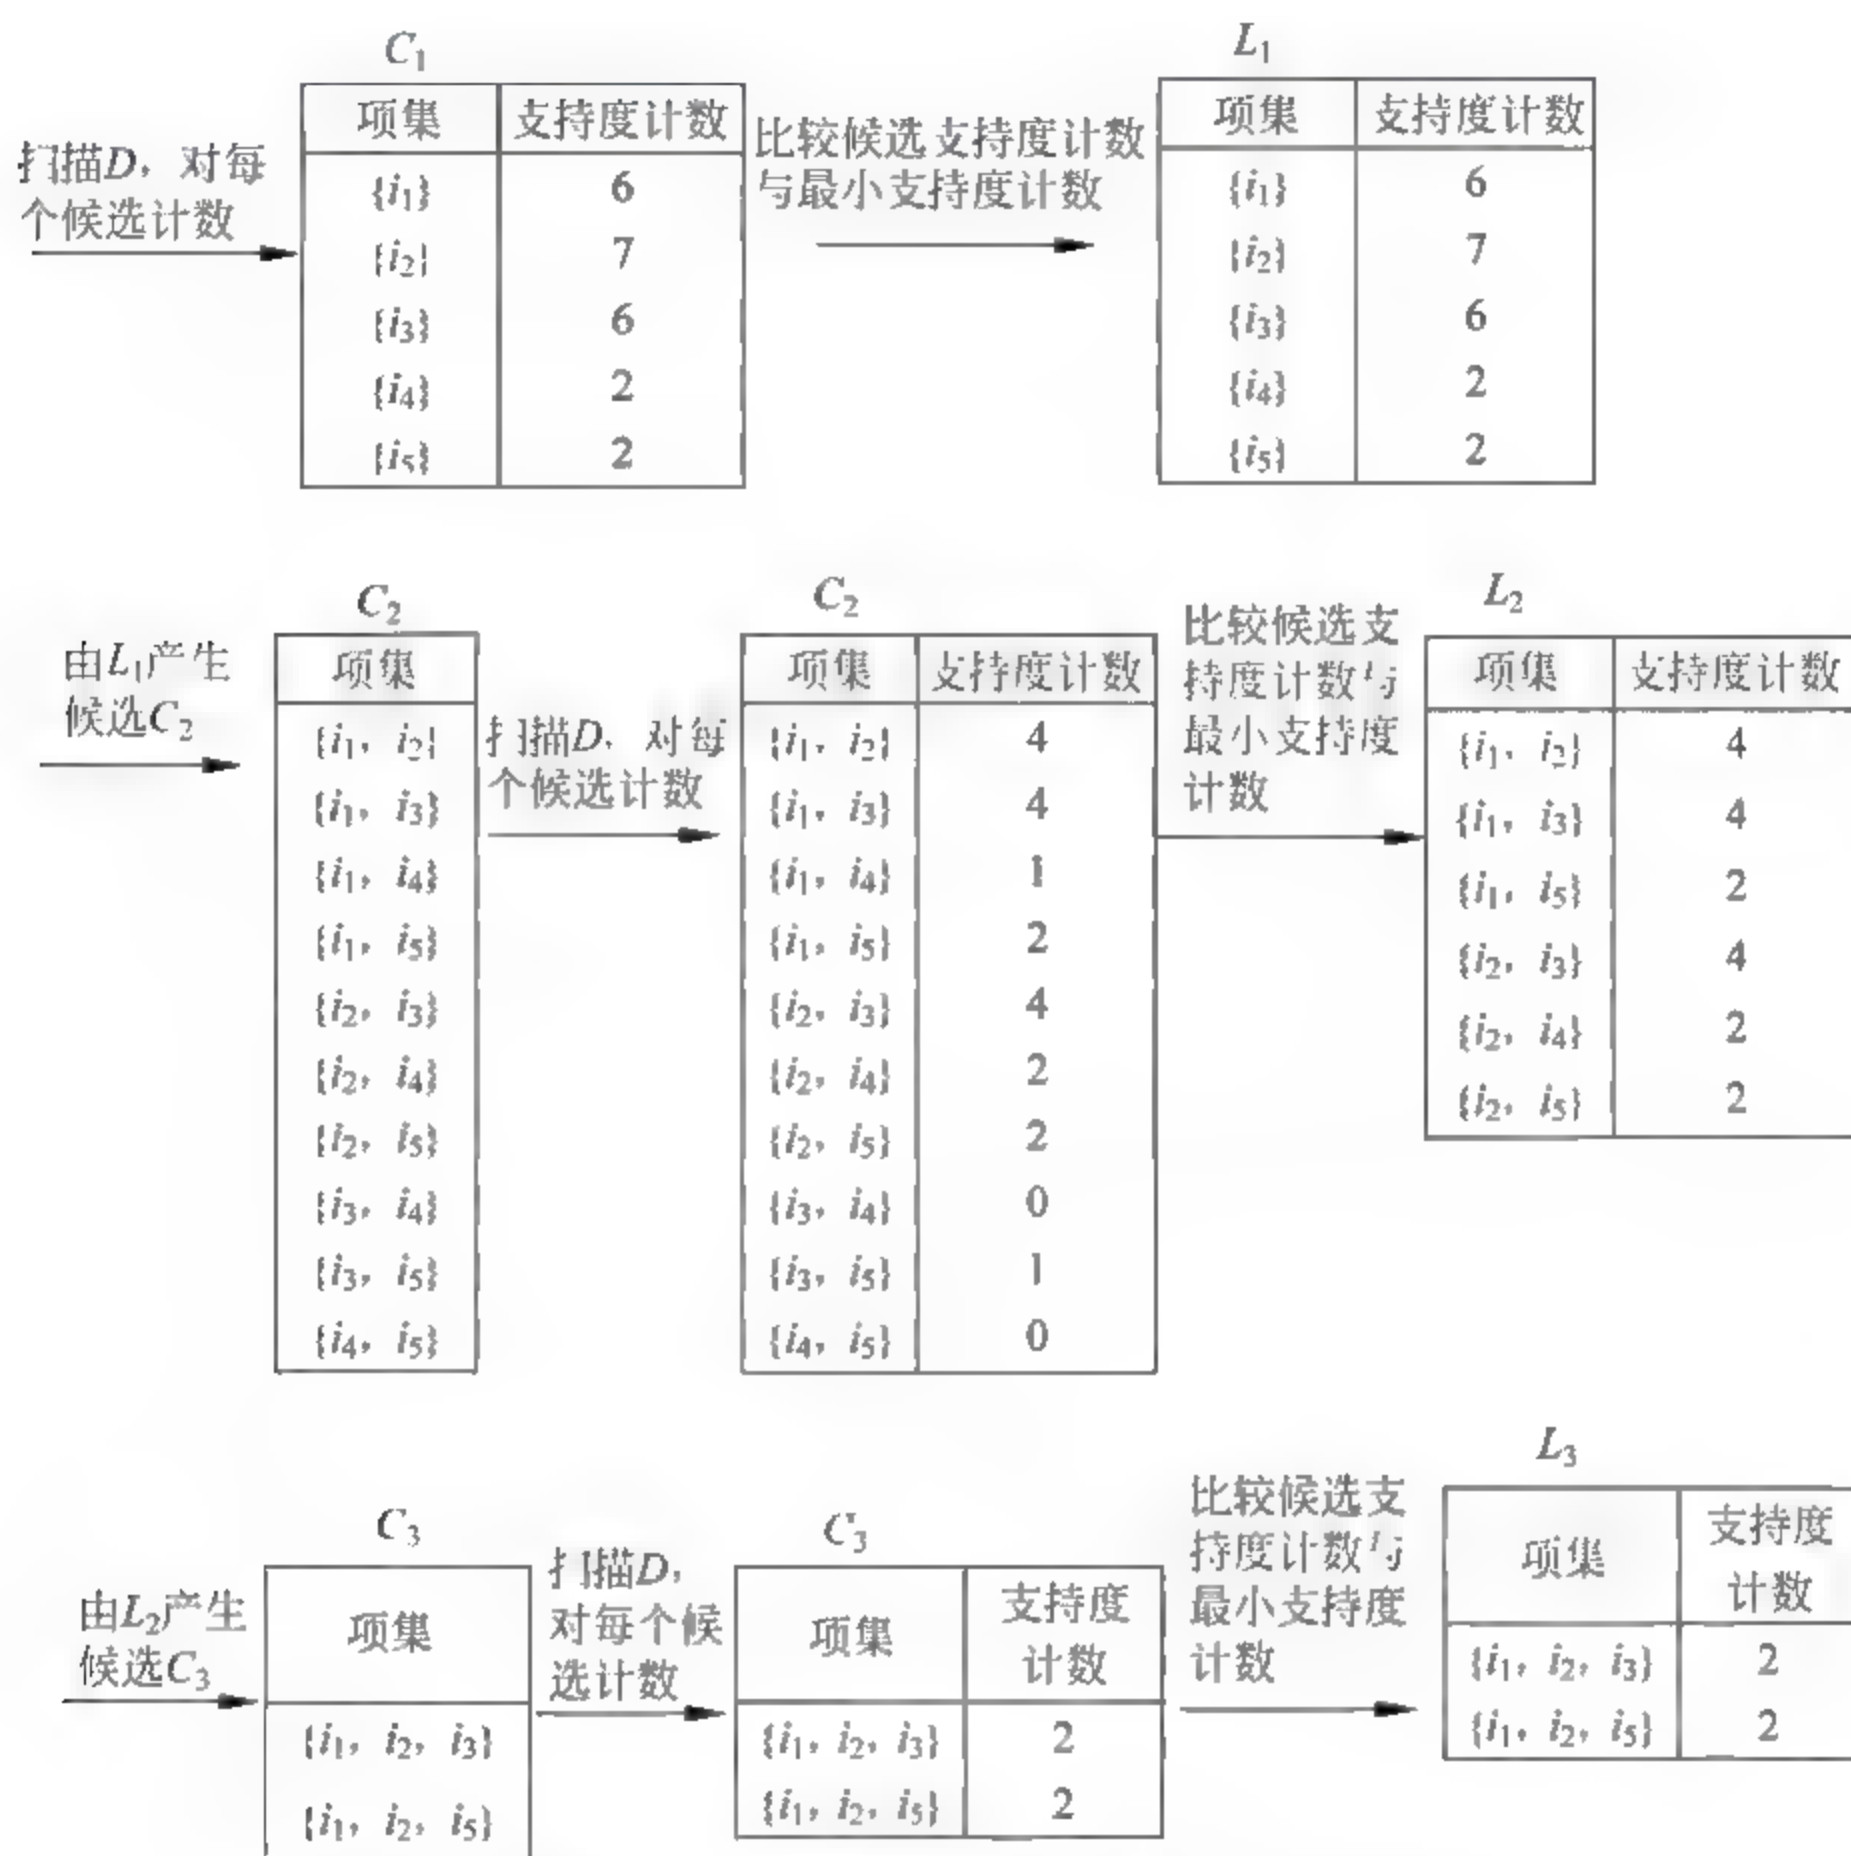 C₁
项集 支持度计数
{i₁} 6
{i₂} 7
{i₃} 6
{i₄} 2
{i₅} 2
扫描D，对每
个候选计数
比较候选支持度计数
与最小支持度计数
L₁
项集 支持度计数
{i₁} 6
{i₂} 7
{i₃} 6
{i₄} 2
{i₅} 2
由L₁产生
候选C₂
C₂
项集
{i₁，i₂}
{i₁，i₃}
{i₁，i₄}
{i₁，i₅}
{i₂，i₃}
{i₂，i₄}
{i₂，i₅}
{i₃，i₄}
{i₃，i₅}
{i₄，i₅}
扫描D，对每
个候选计数
C₂
项集 支持度计数
{i₁，i₂} 4
{i₁，i₃} 4
{i₁，i₄} 1
{i₁，i₅} 2
{i₂，i₃} 4
{i₂，i₄} 2
{i₂，i₅} 2
{i₃，i₄} 0
{i₃，i₅} 1
{i₄，i₅} 0
比较候选支
持度计数与
最小支持度
计数
L₂
项集 支持度计数
{i₁，i₂} 4
{i₁，i₃} 4
{i₁，i₅} 2
{i₂，i₃} 4
{i₂，i₄} 2
{i₂，i₅} 2
由L₂产生
候选C₃
C₃
项集
{i₁，i₂，i₃}
{i₁，i₂，i₅}
扫描D，
对每个候
选计数
C₃
项集 支持度
计数
{i₁，i₂，i₃} 2
{i₁，i₂，i₅} 2
比较候选支
持度计数与
最小支持度
计数
L₃
项集 支持度
计数
{i₁，i₂，i₃} 2
{i₁，i₂，i₅} 2